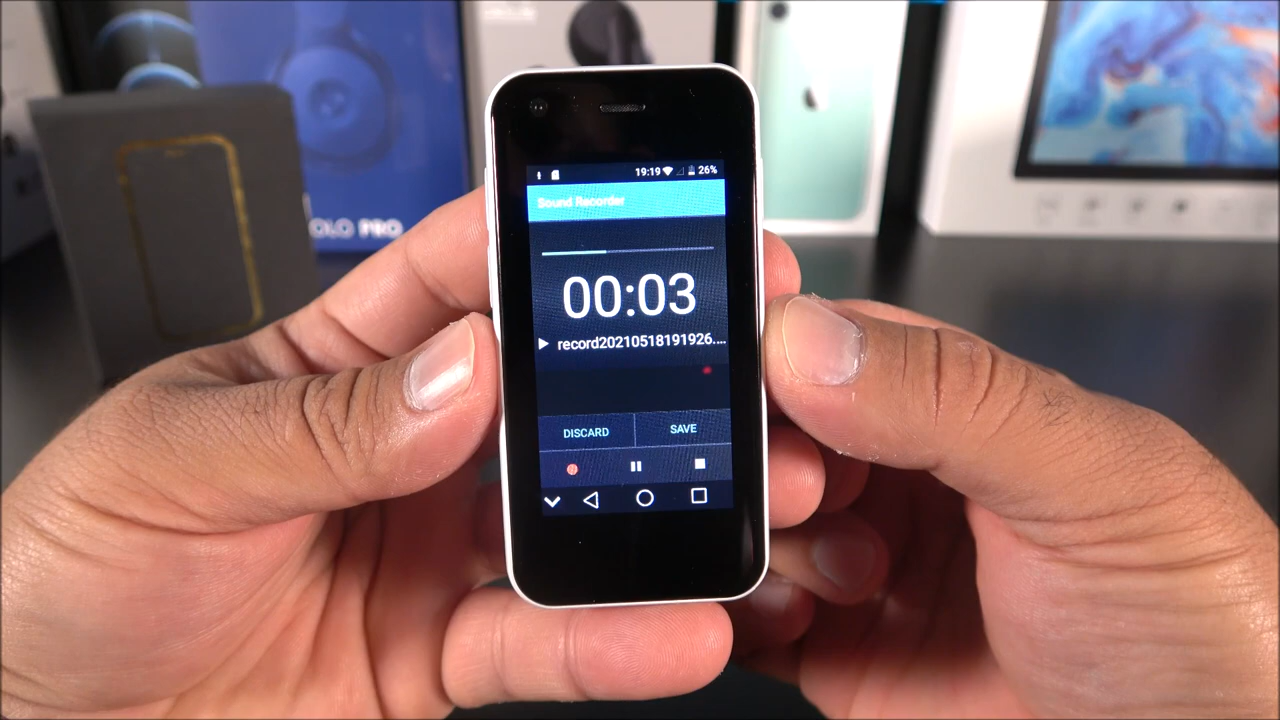 19:19 26%
Sound Recorder
00:03
record20210518191926....
DISCARD SAVE
OLO PRO